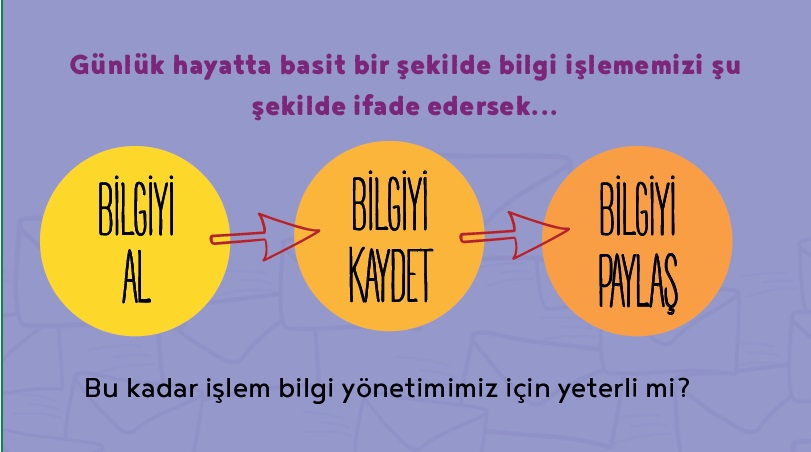 Günlük hayatta basit bir şekilde bilgi işlememizi şu
şekilde ifade edersek...
BİLGİYİ
AL
BİLGİYİ
KAYDET
BİLGİYİ
PAYLAŞ
Bu kadar işlem bilgi yönetimimiz için yeterli mi?